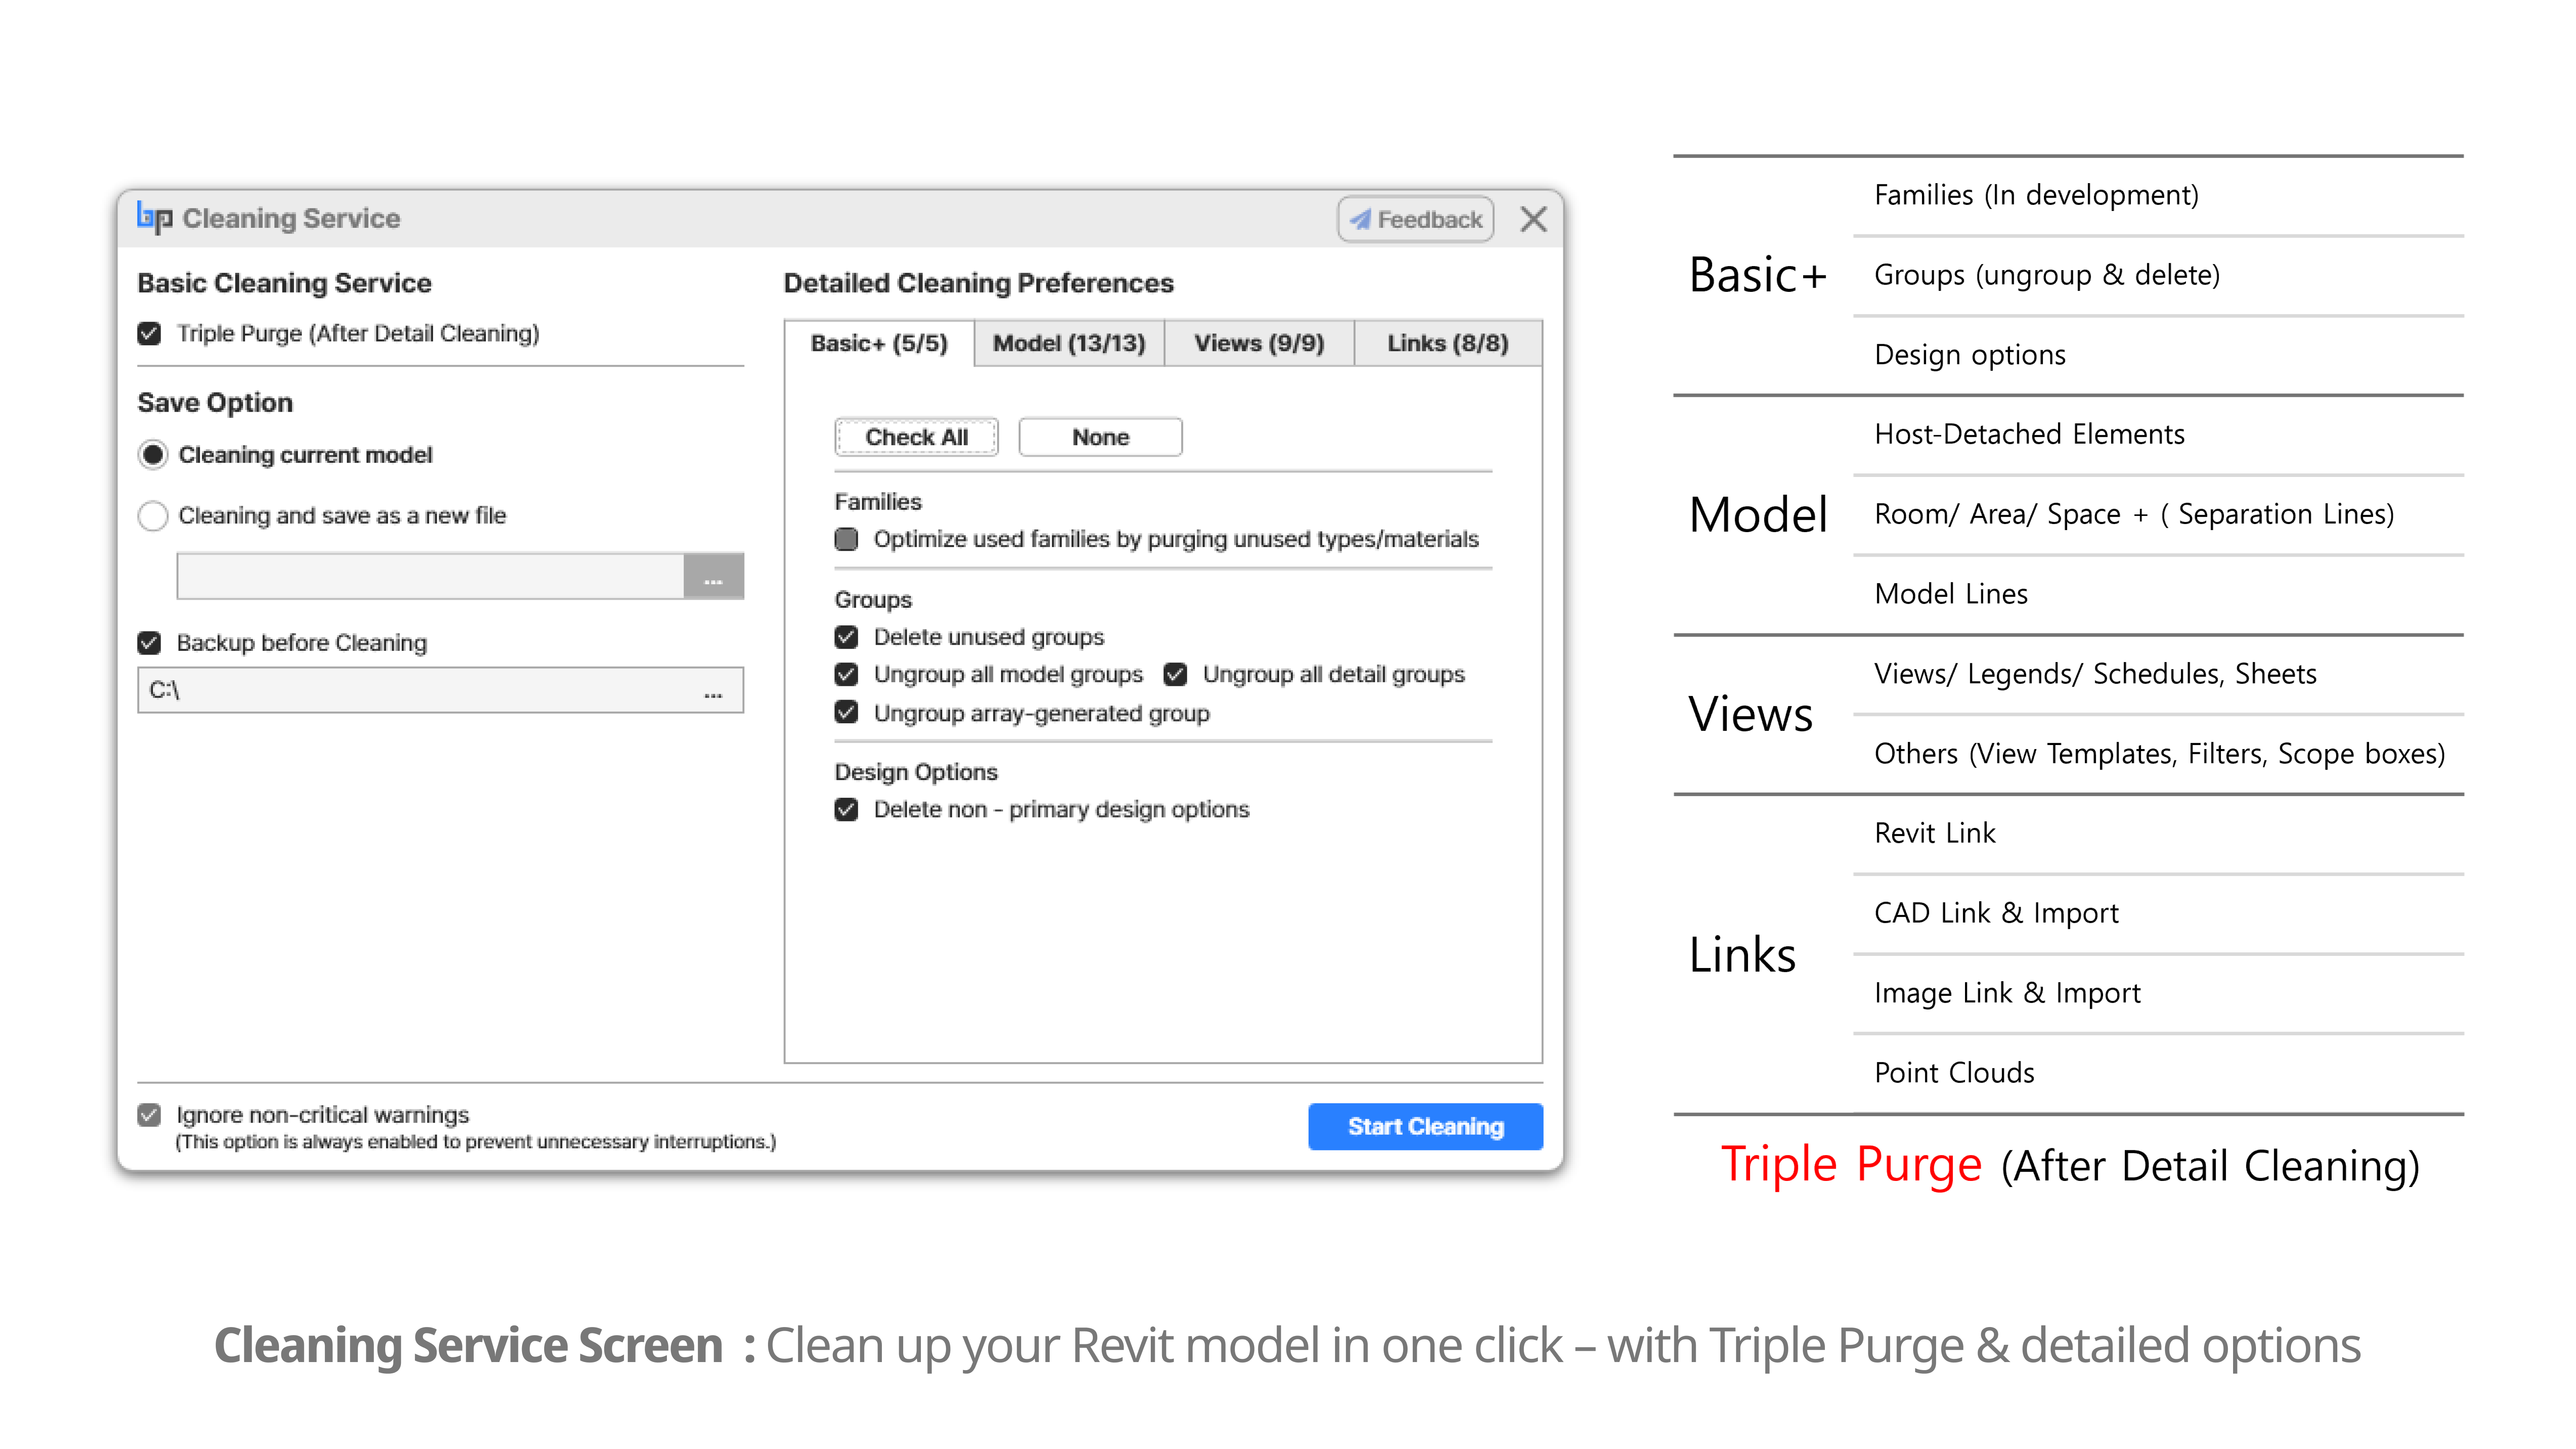 bp Cleaning Service
Feedback
Basic Cleaning Service
Triple Purge (After Detail Cleaning)
Save Option
Cleaning current model
Cleaning and save as a new file
...
Backup before Cleaning
C:\
...
Detailed Cleaning Preferences
Basic+ (5/5)
Model (13/13)
Views (9/9)
Links (8/8)
Check All
None
Families
Optimize used families by purging unused types/materials
Groups
Delete unused groups
Ungroup all model groups
Ungroup all detail groups
Ungroup array-generated group
Design Options
Delete non - primary design options
Ignore non-critical warnings
(This option is always enabled to prevent unnecessary interruptions.)
Start Cleaning
Basic+
Families (In development)
Groups (ungroup & delete)
Design options
Model
Host-Detached Elements
Room/ Area/ Space + ( Separation Lines)
Model Lines
Views
Views/ Legends/ Schedules, Sheets
Others (View Templates, Filters, Scope boxes)
Links
Revit Link
CAD Link & Import
Image Link & Import
Point Clouds
Triple Purge (After Detail Cleaning)
Cleaning Service Screen : Clean up your Revit model in one click – with Triple Purge & detailed options